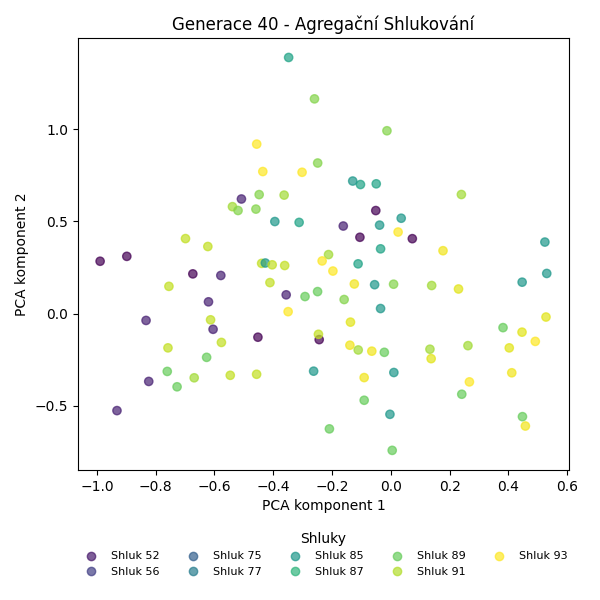 Generace 40 - Agregační Shlukování
PCA komponent 2
1.0
0.5
0.0
−0.5
−1.0 −0.8 −0.6 −0.4 −0.2 0.0 0.2 0.4 0.6
PCA komponent 1
Shluky
Shluk 52 Shluk 75 Shluk 85 Shluk 89 Shluk 93
Shluk 56 Shluk 77 Shluk 87 Shluk 91